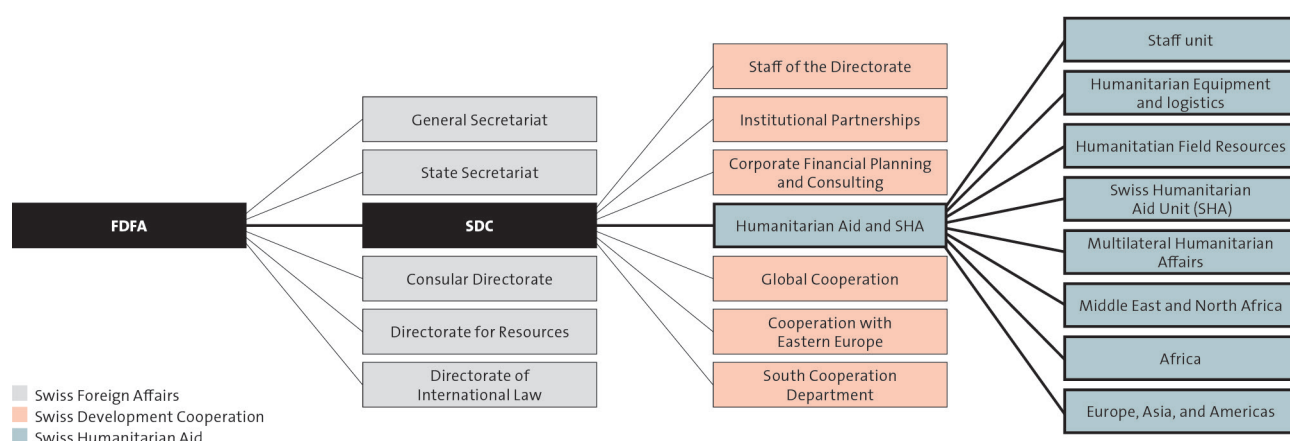 FDFA
General Secretariat
State Secretariat
SDC
Consular Directorate
Directorate for Resources
Directorate of
International Law
Staff of the Directorate
Institutional Partnerships
Corporate Financial Planning
and Consulting
Humanitarian Aid and SHA
Global Cooperation
Cooperation with
Eastern Europe
South Cooperation
Department
Staff unit
Humanitarian Equipment
and logistics
Humanitatian Field Resources
Swiss Humanitarian
Aid Unit (SHA)
Multilateral Humanitarian
Affairs
Middle East and North Africa
Africa
Europe, Asia, and Americas
Swiss Foreign Affairs
Swiss Development Cooperation
Swiss Humanitarian Aid